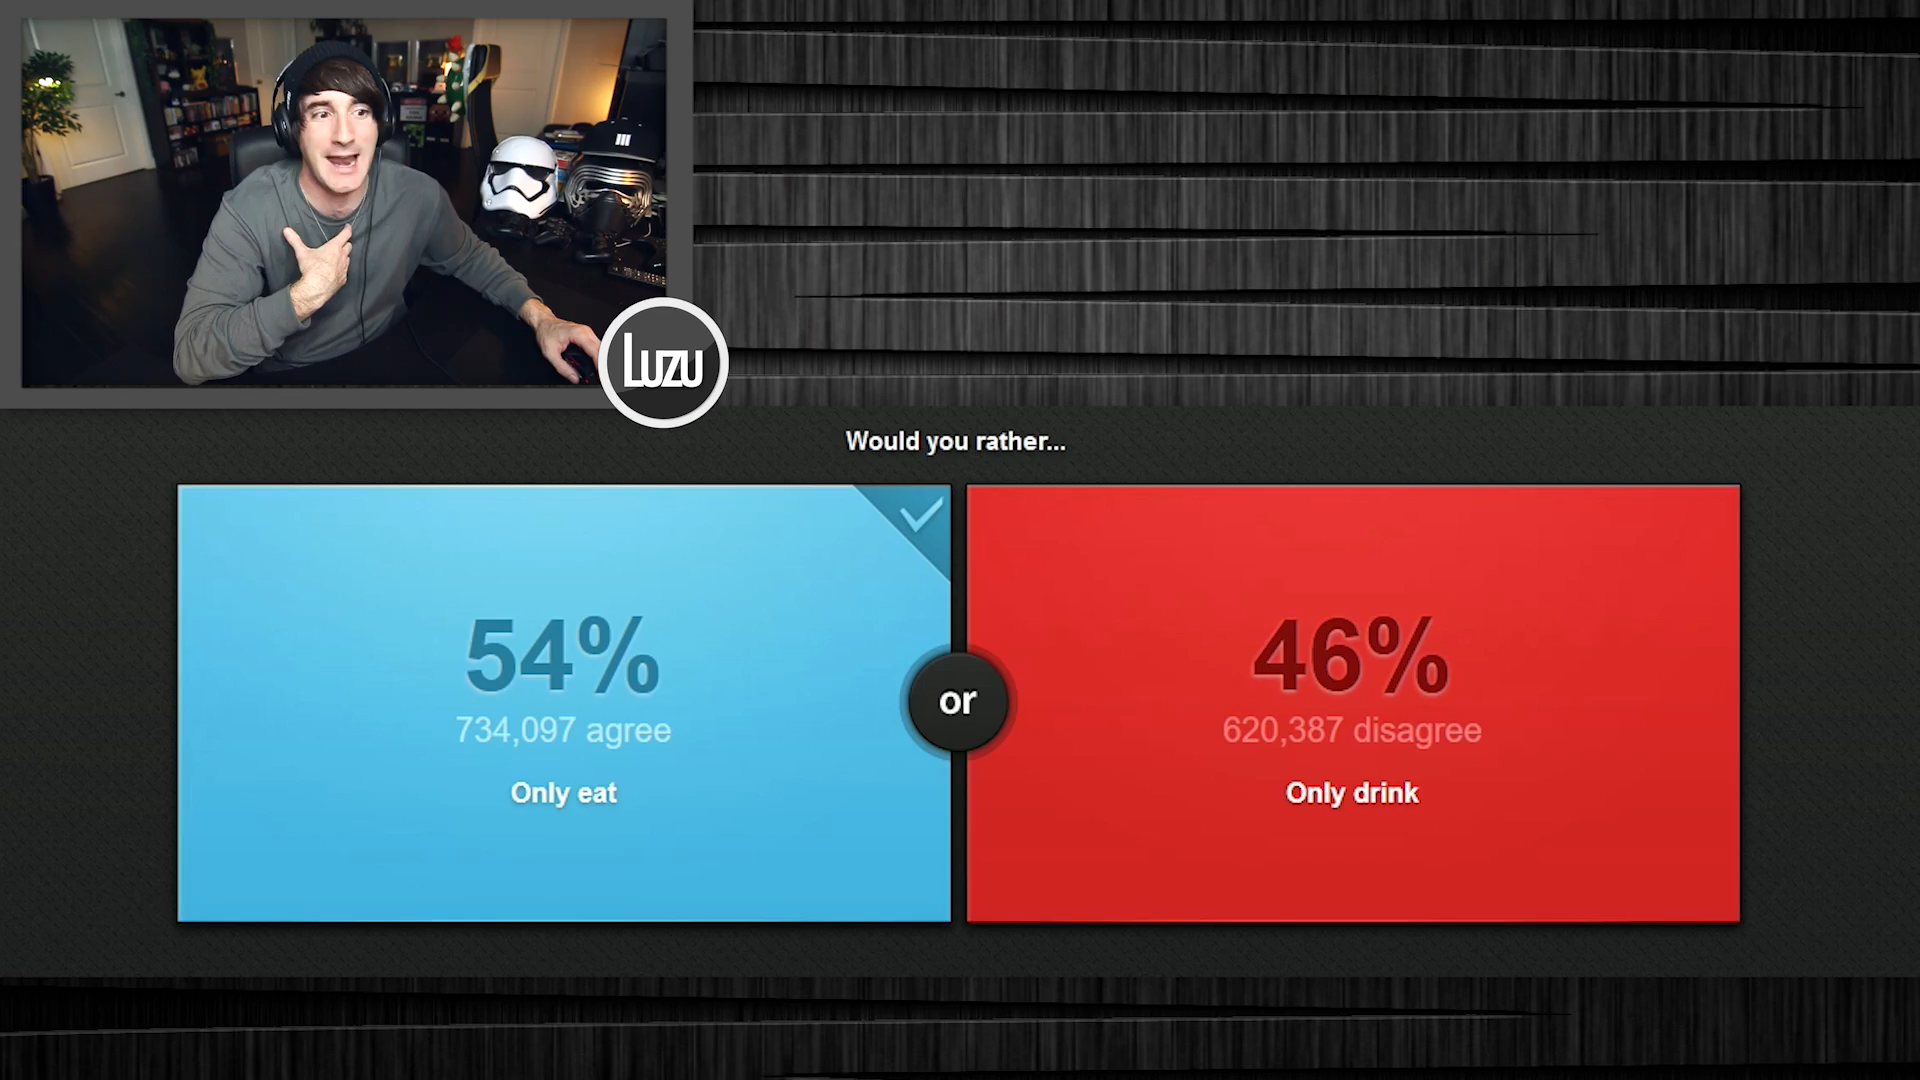 LUZU
Would you rather...
54%
734,097 agree
Only eat
or
46%
620,387 disagree
Only drink